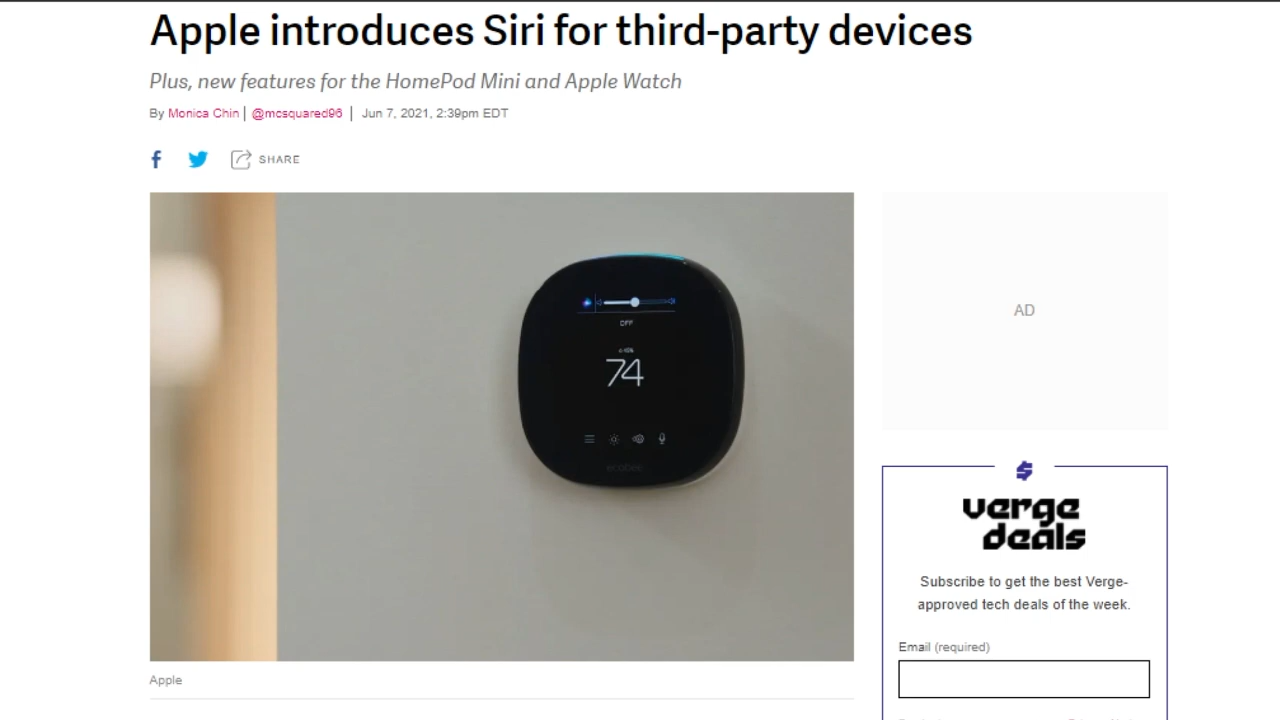 Apple introduces Siri for third-party devices
Plus, new features for the HomePod Mini and Apple Watch
By Monica Chin | @mcsquared96 | Jun 7, 2021, 2:39pm EDT
SHARE
OFF
74
ecobee
AD
verge
deals
Subscribe to get the best Verge-
approved tech deals of the week.
Email (required)
Apple